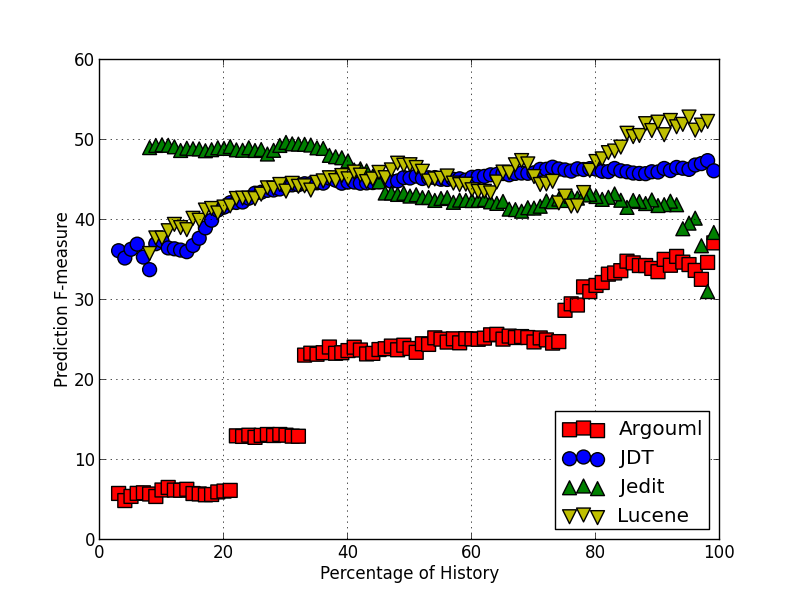 60
50
40
30
20
10
0
Prediction F-measure
0 20 40 60 80 100
Percentage of History
Argouml
JDT
Jedit
Lucene